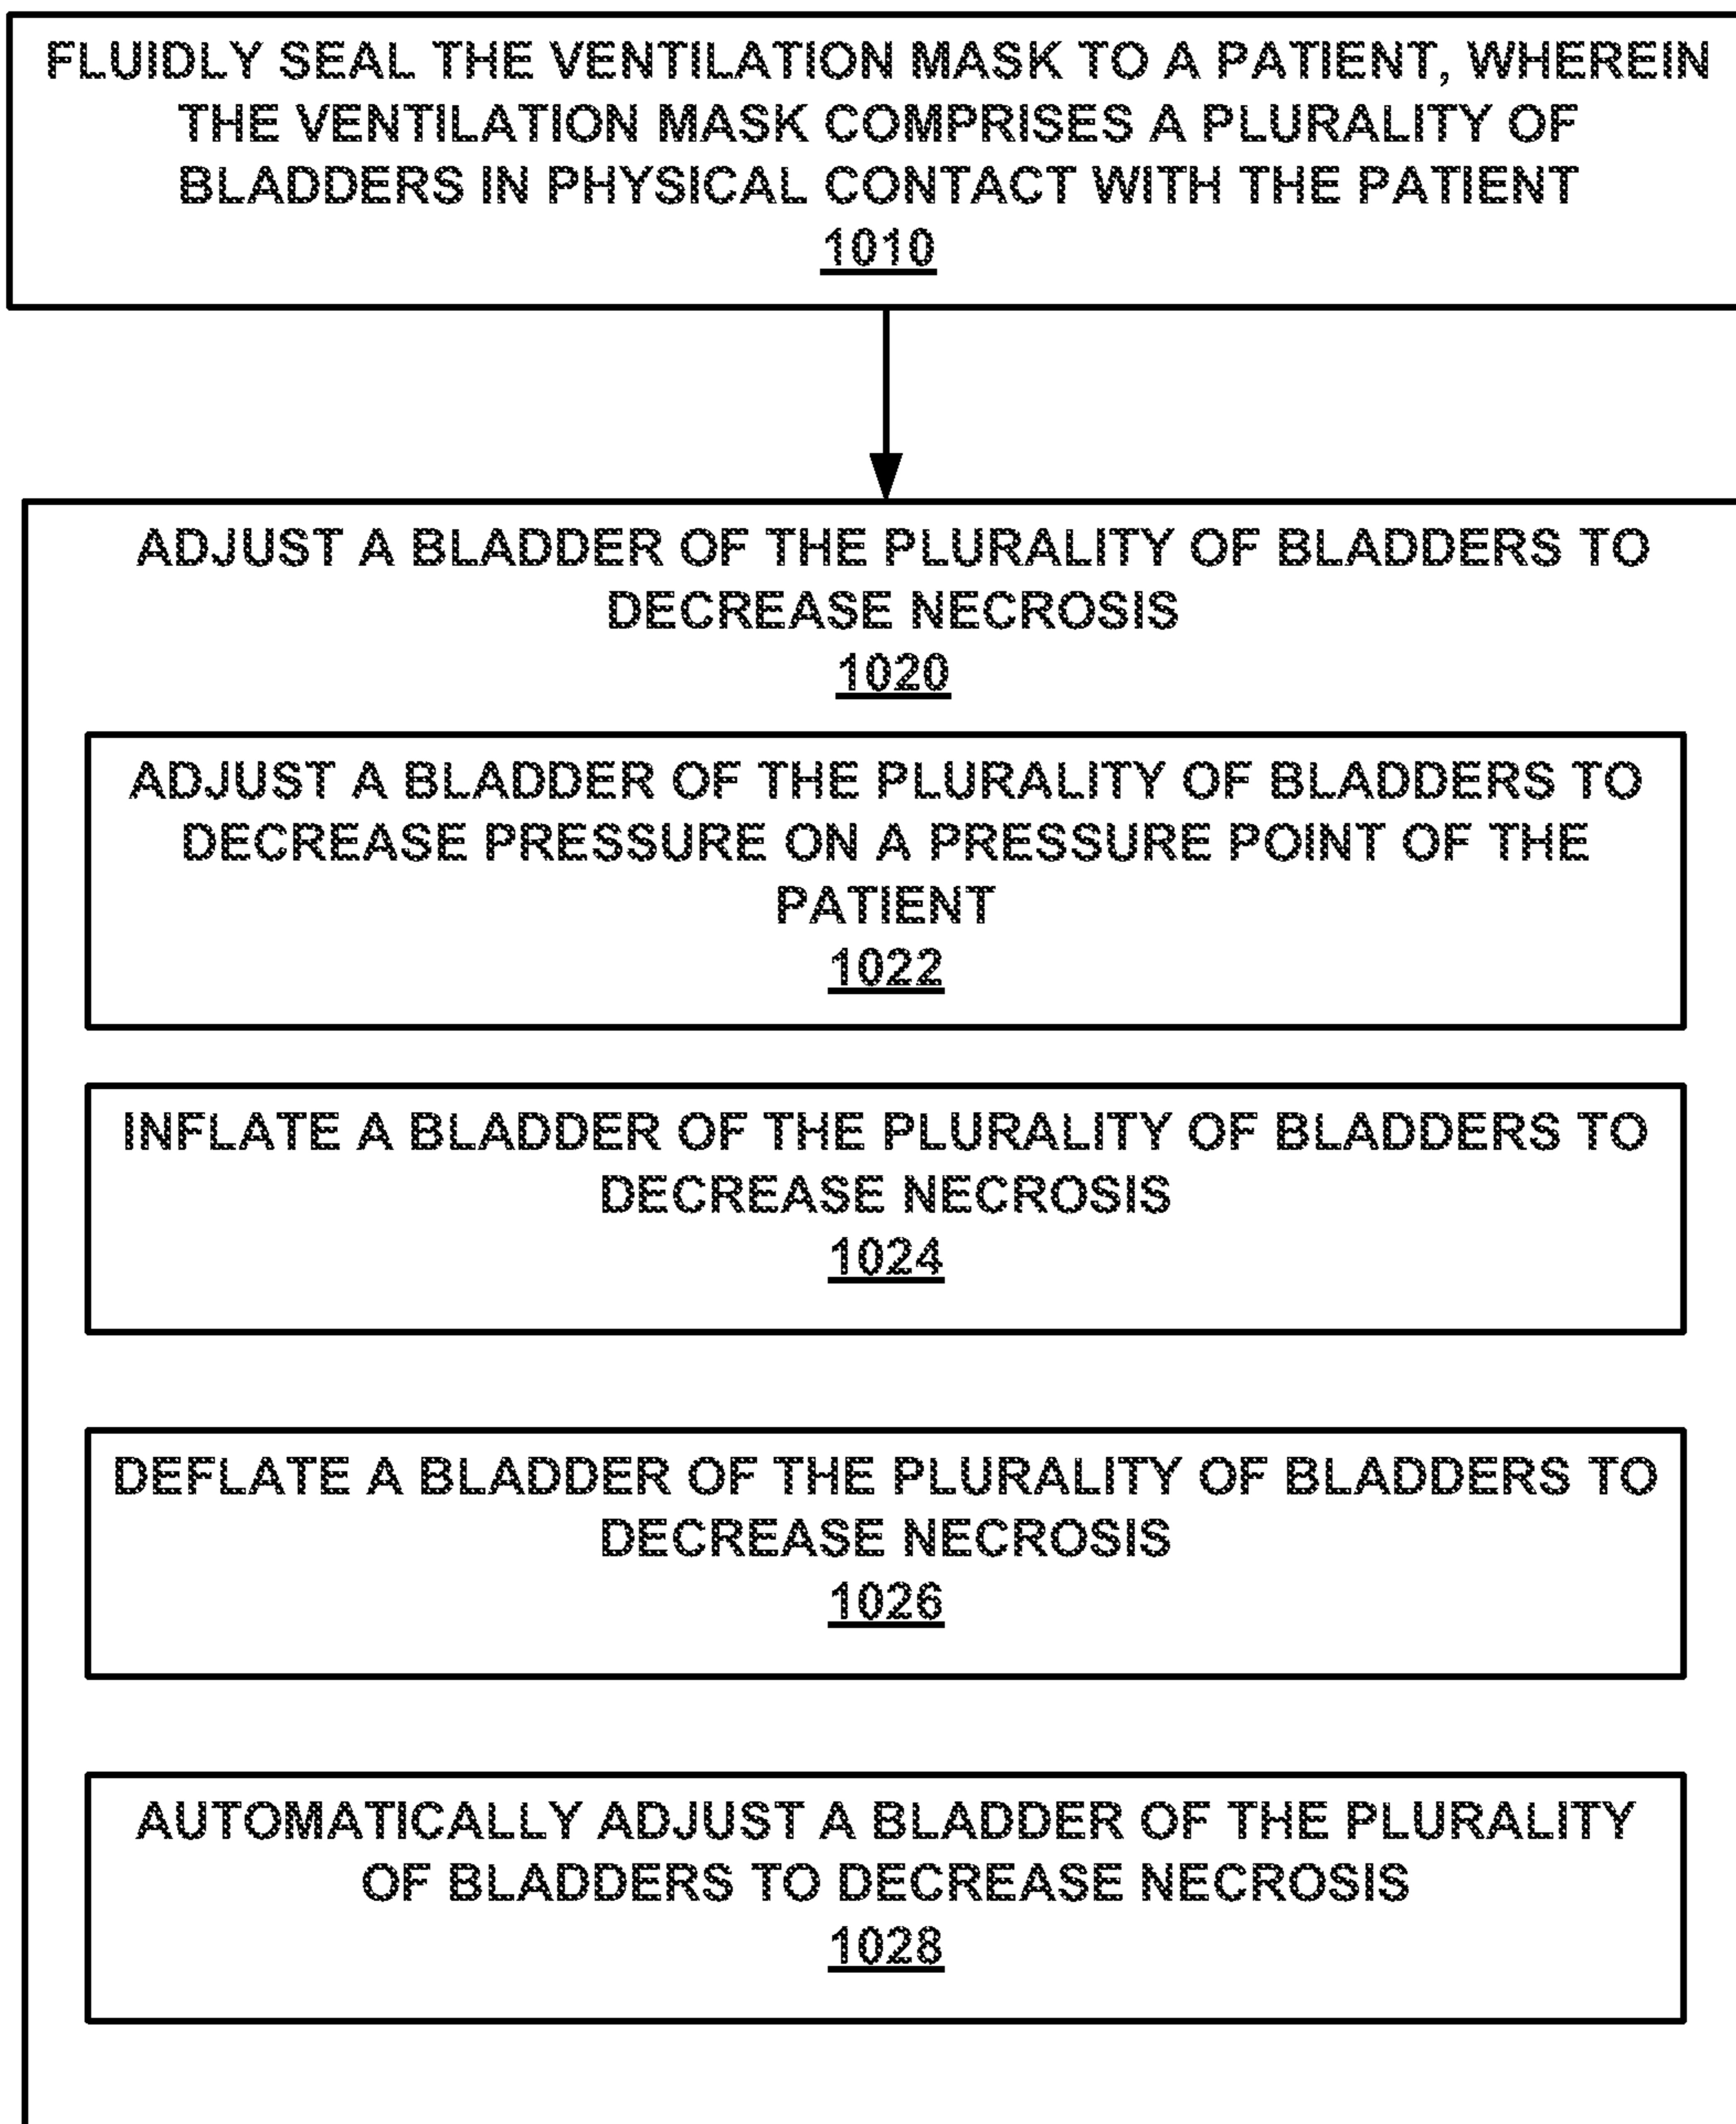 FLUIDLY SEAL THE VENTILATION MASK TO A PATIENT, WHEREIN
THE VENTILATION MASK COMPRISES A PLURALITY OF
BLADDERS IN PHYSICAL CONTACT WITH THE PATIENT
1010
ADJUST A BLADDER OF THE PLURALITY OF BLADDERS TO
DECREASE NECROSIS
1020
ADJUST A BLADDER OF THE PLURALITY OF BLADDERS TO
DECREASE PRESSURE ON A PRESSURE POINT OF THE
PATIENT
1022
INFLATE A BLADDER OF THE PLURALITY OF BLADDERS TO
DECREASE NECROSIS
1024
DEFLATE A BLADDER OF THE PLURALITY OF BLADDERS TO
DECREASE NECROSIS
1026
AUTOMATICALLY ADJUST A BLADDER OF THE PLURALITY
OF BLADDERS TO DECREASE NECROSIS
1028